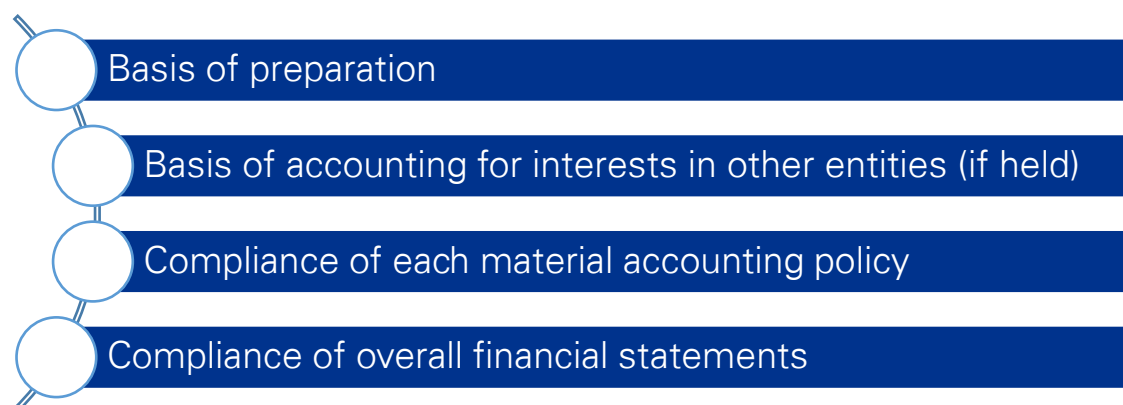 Basis of preparation
Basis of accounting for interests in other entities (if held)
Compliance of each material accounting policy
Compliance of overall financial statements